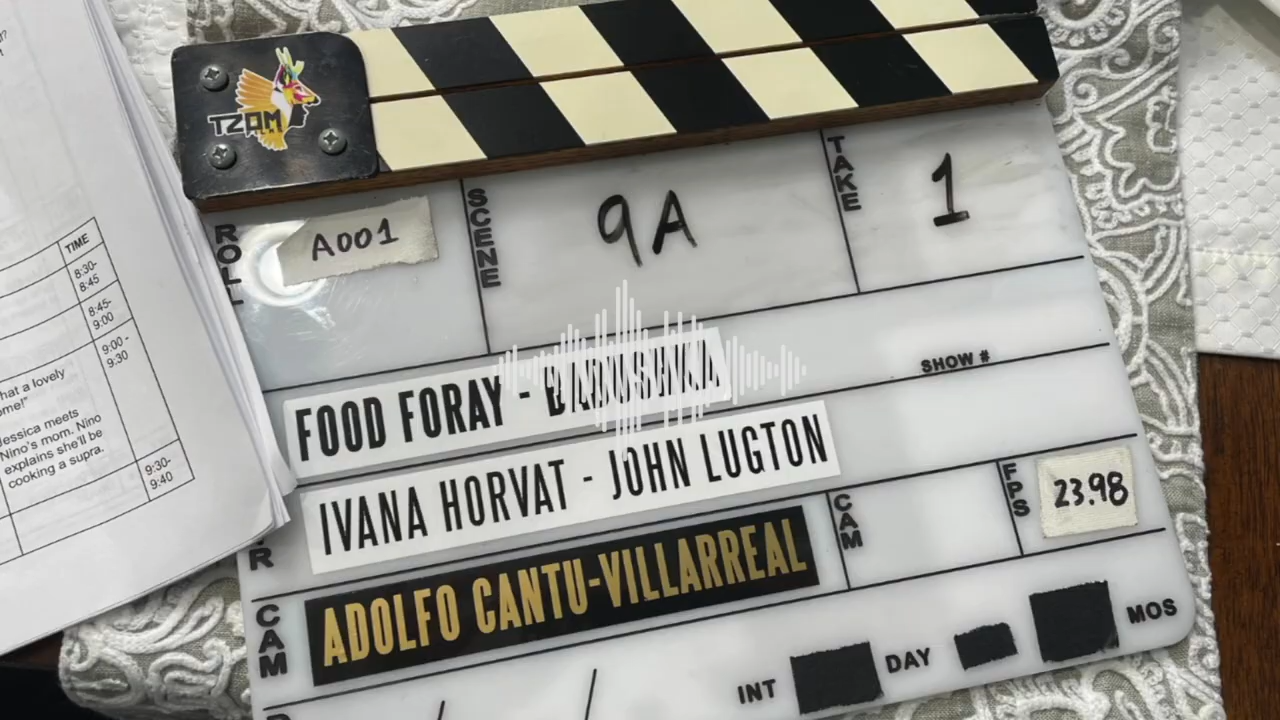 TZOM
ROLL
A001
SCENE
9A
TAKE
1
FOOD FORAY -
SHOW #
IVANA HORVAT - JOHN LUGTON
R
CAM
ADOLFO CANTU-VILLARREAL
CAM
FPS
23.98
INT
DAY
MOS
TIME
8:30-
8:45
8:45-
9:00
hat a lovely
ome!"
9:00 -
9:30
Jessica meets
Nino's mom. Nino
explains she'll be
cooking a supra.
9:30-
9:40